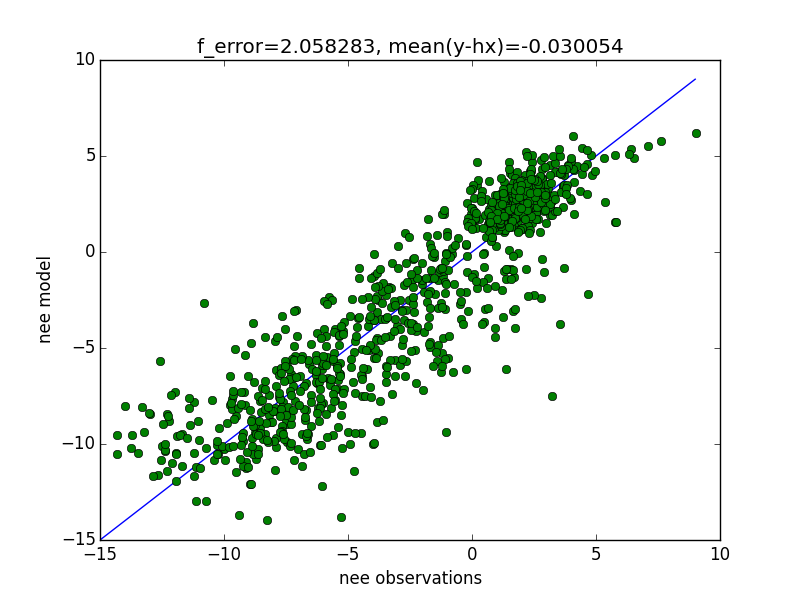 f_error=2.058283, mean(y-hx)=-0.030054
10
5
0
−5
−10
−15
nee model
−15 −10 −5 0 5 10
nee observations